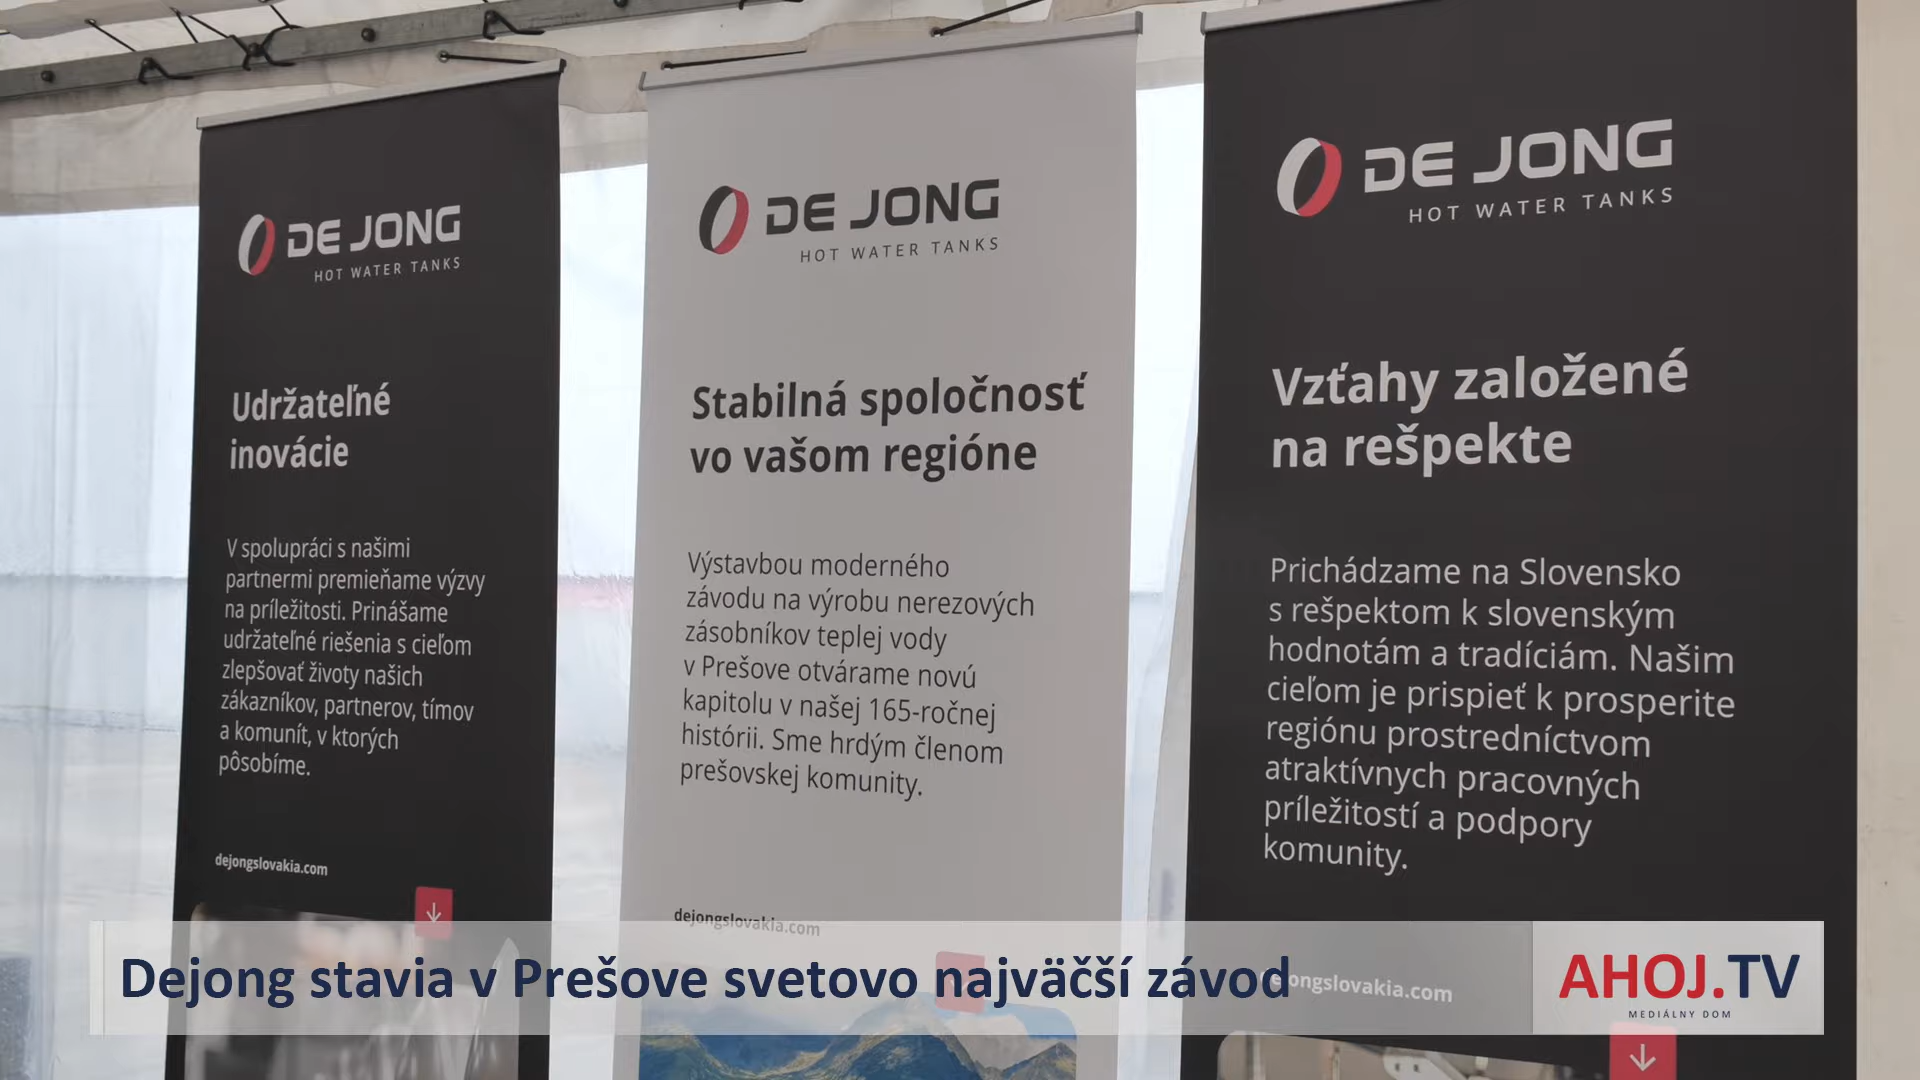 DE JONG
HOT WATER TANKS
Udržateľné
inovácie
V spolupráci s našimi
partnermi premieňame výzvy
na príležitosti. Prinášame
udržateľné riešenia s cieľom
zlepšovať životy našich
zákazníkov, partnerov, tímov
a komunít, v ktorých
pôsobíme.
dejongslovakia.com
DE JONG
HOT WATER TANKS
Stabilná spoločnosť
vo vašom regióne
Výstavbou moderného
závodu na výrobu nerezových
zásobníkov teplej vody
v Prešove otvárame novú
kapitolu v našej 165-ročnej
histórii. Sme hrdým členom
prešovskej komunity.
dejongslovakia.com
DE JONG
HOT WATER TANKS
Vzťahy založené
na rešpekte
Prichádzame na Slovensko
s rešpektom k slovenským
hodnotám a tradíciám. Našim
cieľom je prispieť k prosperite
regiónu prostredníctvom
atraktívnych pracovných
príležitostí a podpory
komunity.
dejongslovakia.com
Dejong stavia v Prešove svetovo najväčší závod
AHOJ.TV
MEDIÁLNY DOM